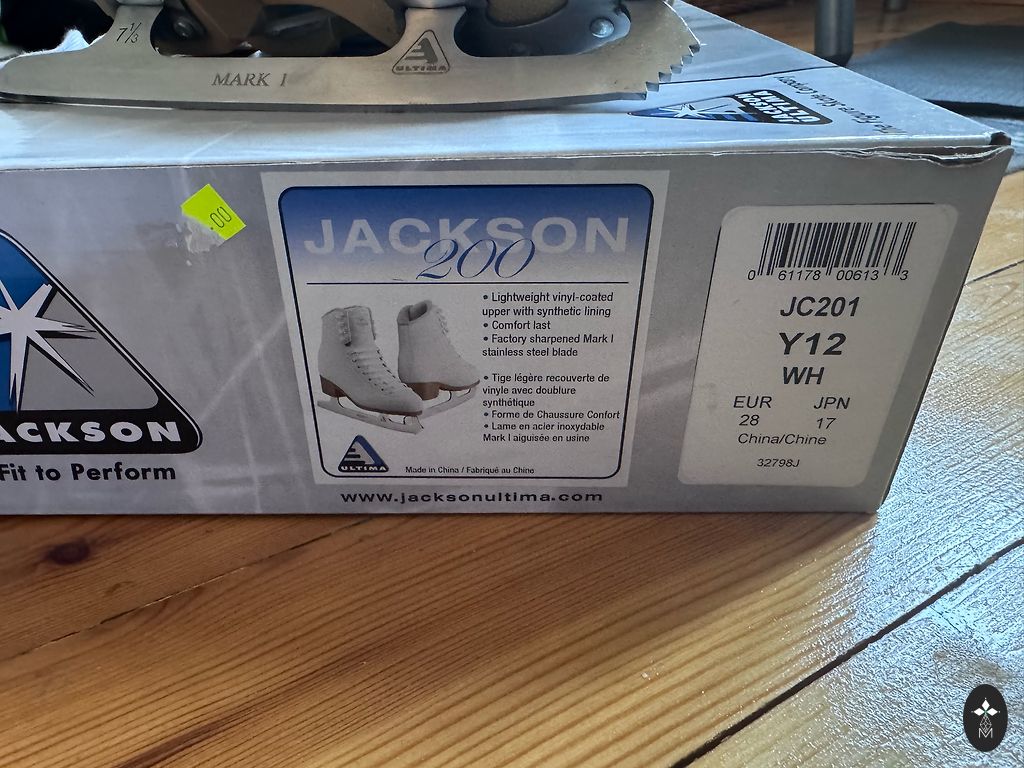 7⅓
MARK I
ULTIMA
JACKSON
ULTIMA
.00
JACKSON
200
• Lightweight vinyl-coated
upper with synthetic lining
• Comfort last
• Factory sharpened Mark I
stainless steel blade
• Tige légère recouverte de
vinyle avec doublure
synthétique
• Forme de Chaussure Confort
• Lame en acier inoxydable
Mark I aiguisée en usine
ULTIMA
Made in China / Fabriqué au Chine
www.jacksonultima.com
ACKSON
Fit to Perform
0 61178 00613 3
JC201
Y12
WH
EUR JPN
28 17
China/Chine
32798J
M